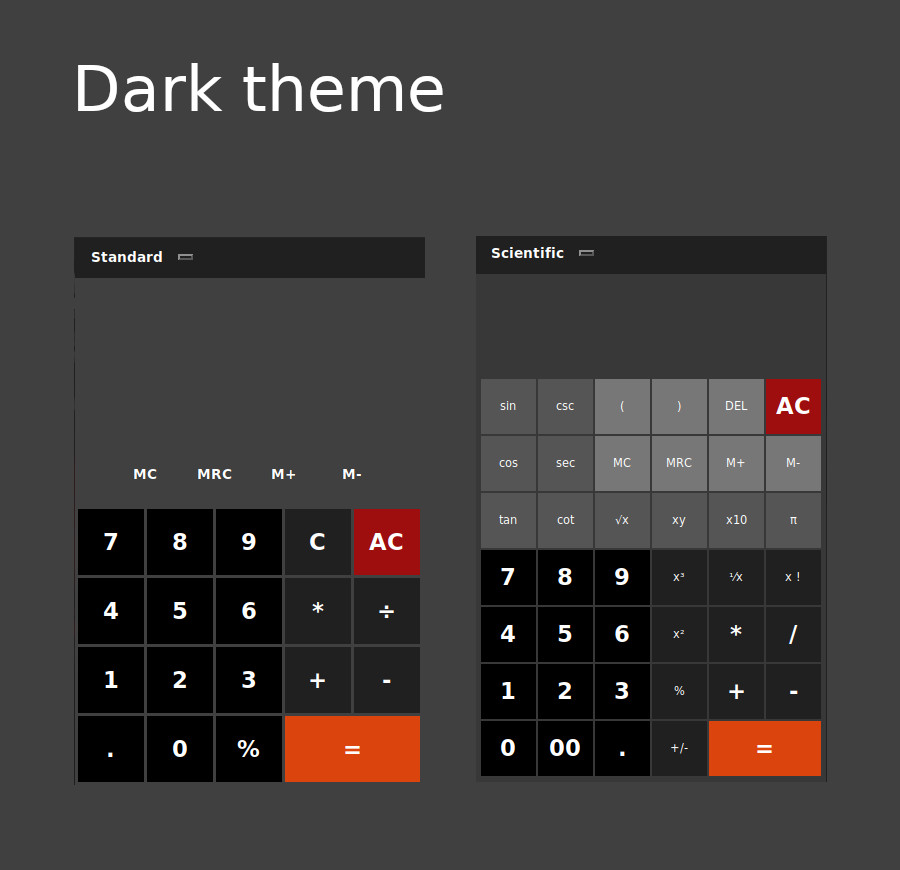 Dark theme
Standard
MC MRC M+ M-
7 8 9 C AC
4 5 6 * ÷
1 2 3 + -
. 0 % =
Scientific
sin csc ( ) DEL AC
cos sec MC MRC M+ M-
tan cot √x xy x10 π
7 8 9 x³ ⅟x x !
4 5 6 x² * /
1 2 3 % + -
0 00 . +/- =